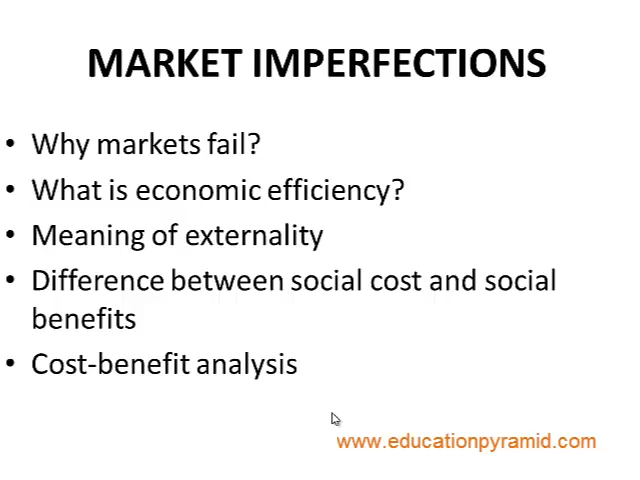 MARKET IMPERFECTIONS
• Why markets fail?
• What is economic efficiency?
• Meaning of externality
• Difference between social cost and social
benefits
• Cost-benefit analysis
www.educationpyramid.com